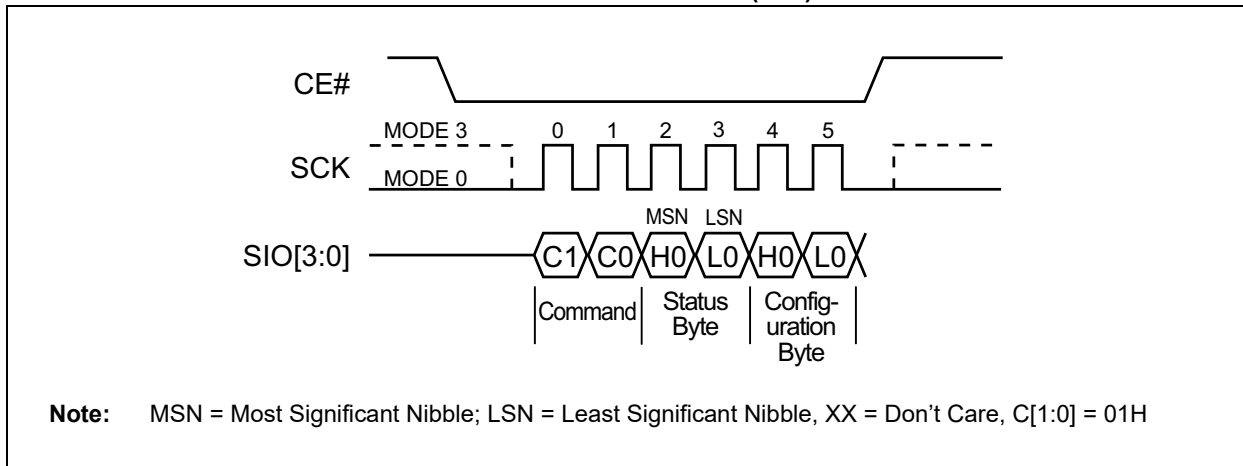 CE#
MODE 3
0 1 2 3 4 5
SCK
MODE 0
MSN LSN
SIO[3:0]
C1 C0 H0 L0 H0 L0
Command
Status
Byte
Config-
uration
Byte
Note: MSN = Most Significant Nibble; LSN = Least Significant Nibble, XX = Don’t Care, C[1:0] = 01H